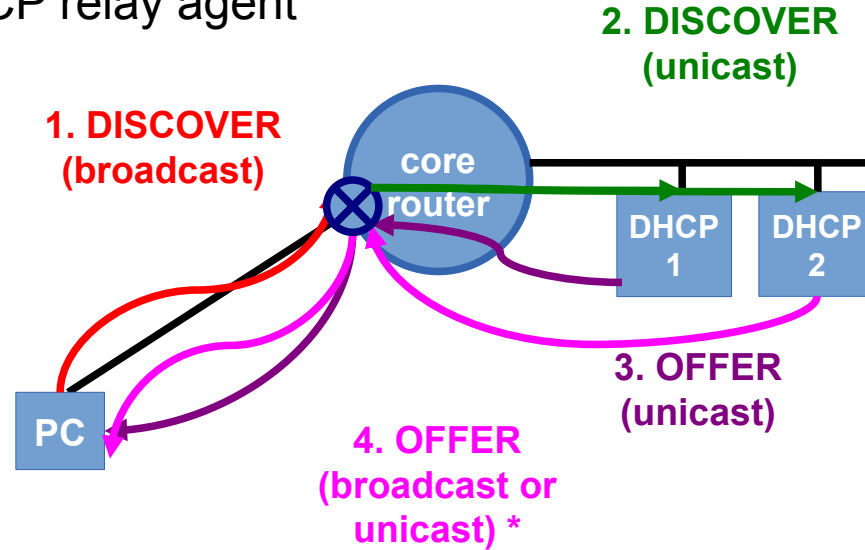 CP relay agent
2. DISCOVER
(unicast)
1. DISCOVER
(broadcast)
core
router
DHCP
1
DHCP
2
3. OFFER
(unicast)
PC
4. OFFER
(broadcast or
unicast) *